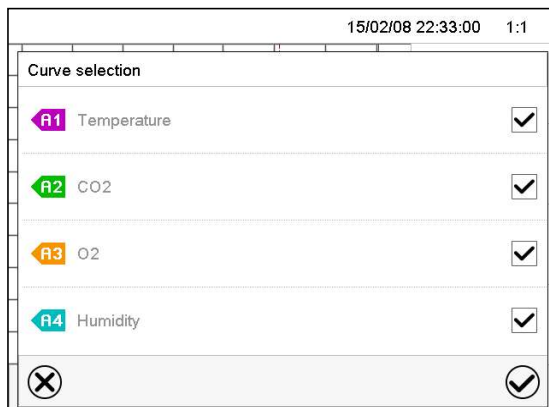 15/02/08 22:33:00 1:1
Curve selection
A1 Temperature
A2 CO2
A3 O2
A4 Humidity